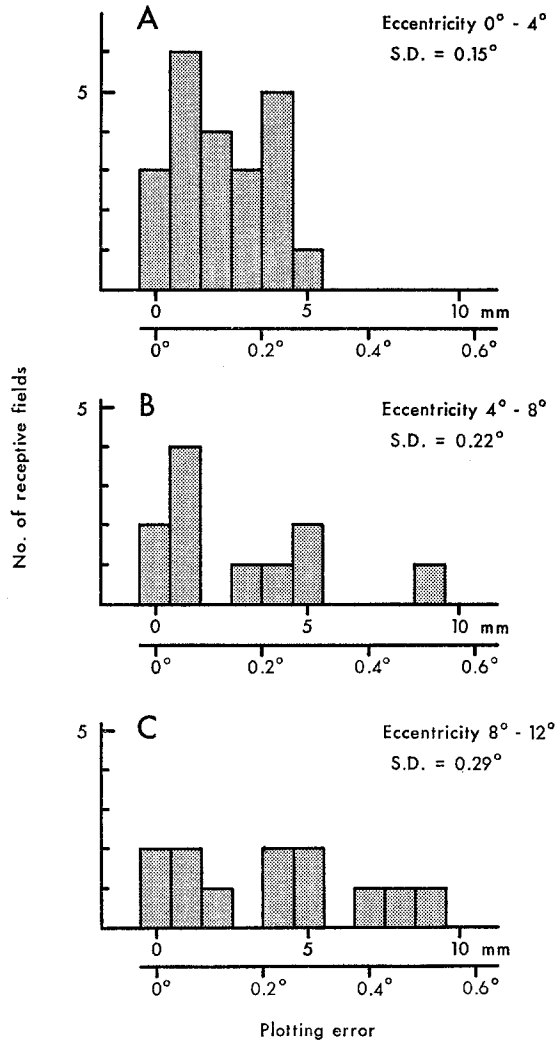 A
Eccentricity 0° - 4°
S.D. = 0.15°
5
0 5 10 mm
0° 0.2° 0.4° 0.6°
No. of receptive fields
B
Eccentricity 4° - 8°
S.D. = 0.22°
5
0 5 10 mm
0° 0.2° 0.4° 0.6°
C
Eccentricity 8° - 12°
S.D. = 0.29°
5
0 5 10 mm
0° 0.2° 0.4° 0.6°
Plotting error